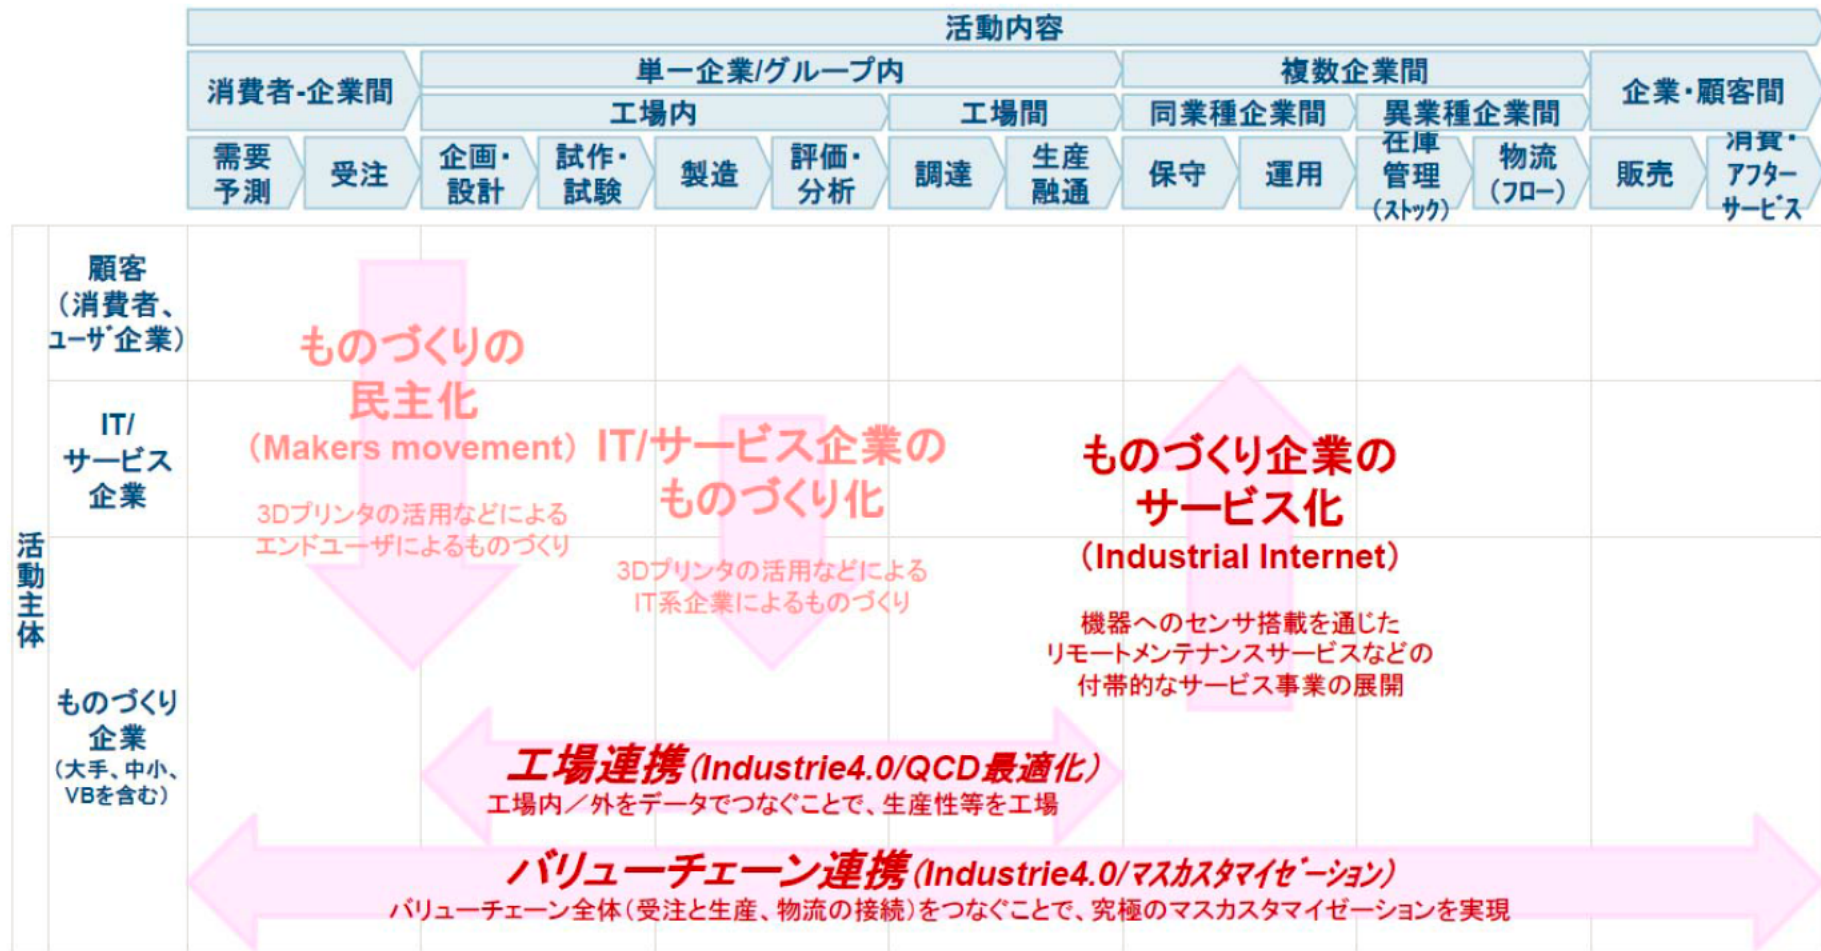 活動内容
消費者-企業間
単一企業/グループ内
複数企業間
企業・顧客間
工場内
工場間
同業種企業間
異業種企業間
需要
予測
受注
企画・
設計
試作・
試験
製造
評価・
分析
調達
生産
融通
保守
運用
在庫
管理
(ストック)
物流
(フロー)
販売
消費・
アフター
サービス
活動主体
顧客
(消費者、
ユーザ企業)
IT/
サービス
企業
ものづくり
企業
(大手、中小、
VBを含む)
ものづくりの
民主化
(Makers movement)
3Dプリンタの活用などによる
エンドユーザによるものづくり
IT/サービス企業の
ものづくり化
3Dプリンタの活用などによる
IT系企業によるものづくり
ものづくり企業の
サービス化
(Industrial Internet)
機器へのセンサ搭載を通じた
リモートメンテナンスサービスなどの
付帯的なサービス事業の展開
工場連携(Industrie4.0/QCD最適化)
工場内／外をデータでつなぐことで、生産性等を工場
バリューチェーン連携(Industrie4.0/マスカスタマイゼーション)
バリューチェーン全体(受注と生産、物流の接続)をつなぐことで、究極のマスカスタマイゼーションを実現